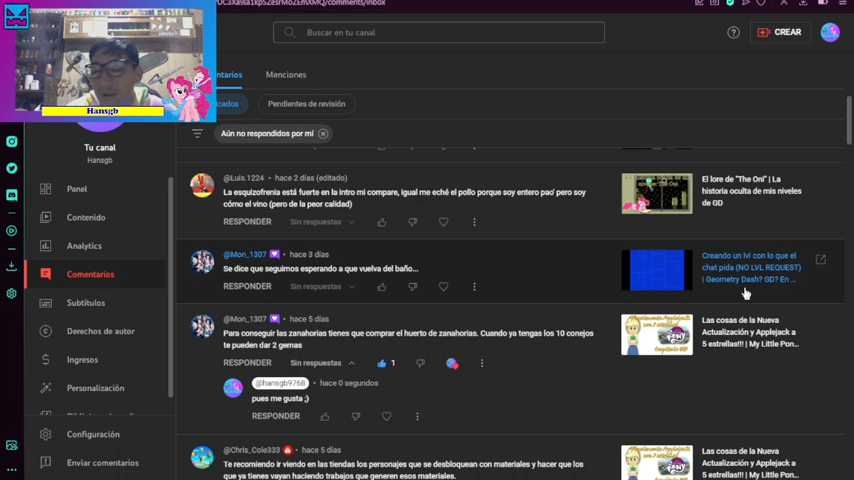 UC3Xa9la1kpSZesrMoZEmXMQ/comments/inbox
Buscar en tu canal
CREAR
Hansgb
entarios
Menciones
cados
Pendientes de revisión
Aún no respondidos por mí
Tu canal
Hansgb
Panel
Contenido
Analytics
Comentarios
Subtítulos
Derechos de autor
Ingresos
Personalización
Configuración
Enviar comentarios
@Luis.1224 • hace 2 días (editado)
La esquizofrenia está fuerte en la intro mi compare, igual me eché el pollo porque soy entero pao' pero soy
cómo el vtio (pero de la peor calidad)
RESPONDER Sin respuestas
El lore de "The Oni" | La
historia oculta de mis niveles
de GD
@Mon_1307 • hace 3 días
Se dice que seguimos esperando a que vuelva del baño...
RESPONDER Sin respuestas
Creando un lvl con lo que el
chat pida (NO LVL REQUEST)
| Geometry Dash? GD? En ...
@Mon_1307 • hace 5 días
Para conseguir las zanahorias tienes que comprar el huerto de zanahorias. Cuando ya tengas los 10 conejos
te pueden dar 2 gemas
RESPONDER Sin respuestas 1
Las cosas de la Nueva
Actualización y Applejack a
5 estrellas!!! | My Little Pon...
@hansgb9768 • hace 0 segundos
pues me gusta ;)
RESPONDER
@Chris_Cole333 • hace 5 días
Te recomiendo ir viendo en las tiendas los personajes que se desbloquean con materiales y hacer que los
que ya tienes vayan haciendo trabajos que generen esos materiales.
Las cosas de la Nueva
Actualización y Applejack a
5 estrellas!!! | My Little Pon...